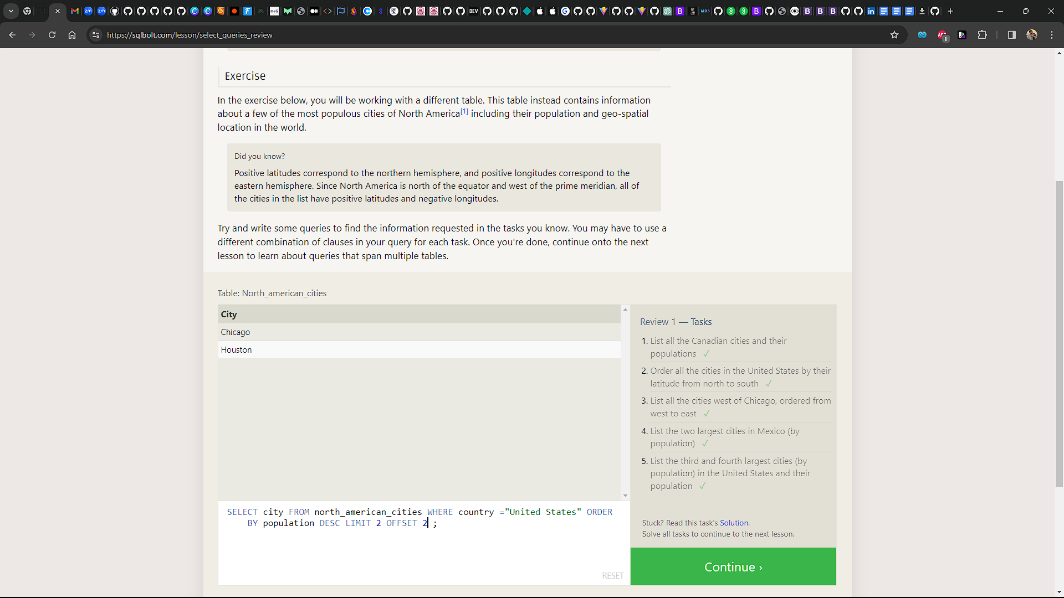 https://sqlbolt.com/lesson/select_queries_review
Exercise
In the exercise below, you will be working with a different table. This table instead contains information
about a few of the most populous cities of North America[1] including their population and geo-spatial
location in the world.
Did you know?
Positive latitudes correspond to the northern hemisphere, and positive longitudes correspond to the
eastern hemisphere. Since North America is north of the equator and west of the prime meridian, all of
the cities in the list have positive latitudes and negative longitudes.
Try and write some queries to find the information requested in the tasks you know. You may have to use a
different combination of clauses in your query for each task. Once you're done, continue onto the next
lesson to learn about queries that span multiple tables.
Table: North_american_cities
City
Chicago
Houston
SELECT city FROM north_american_cities WHERE country ="United States" ORDER
BY population DESC LIMIT 2 OFFSET 2 ;
RESET
Review 1 — Tasks
1. List all the Canadian cities and their
populations ✓
2. Order all the cities in the United States by their
latitude from north to south ✓
3. List all the cities west of Chicago, ordered from
west to east ✓
4. List the two largest cities in Mexico (by
population) ✓
5. List the third and fourth largest cities (by
population) in the United States and their
population ✓
Stuck? Read this task's Solution.
Solve all tasks to continue to the next lesson.
Continue ›